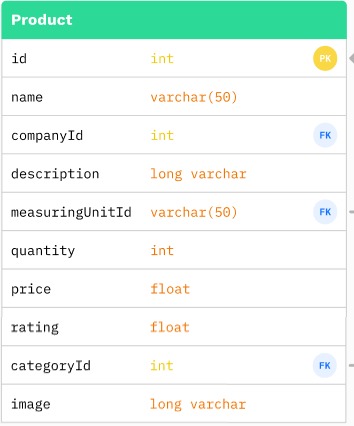 Product
id int PK
name varchar(50)
companyId int FK
description long varchar
measuringUnitId varchar(50) FK
quantity int
price float
rating float
categoryId int FK
image long varchar